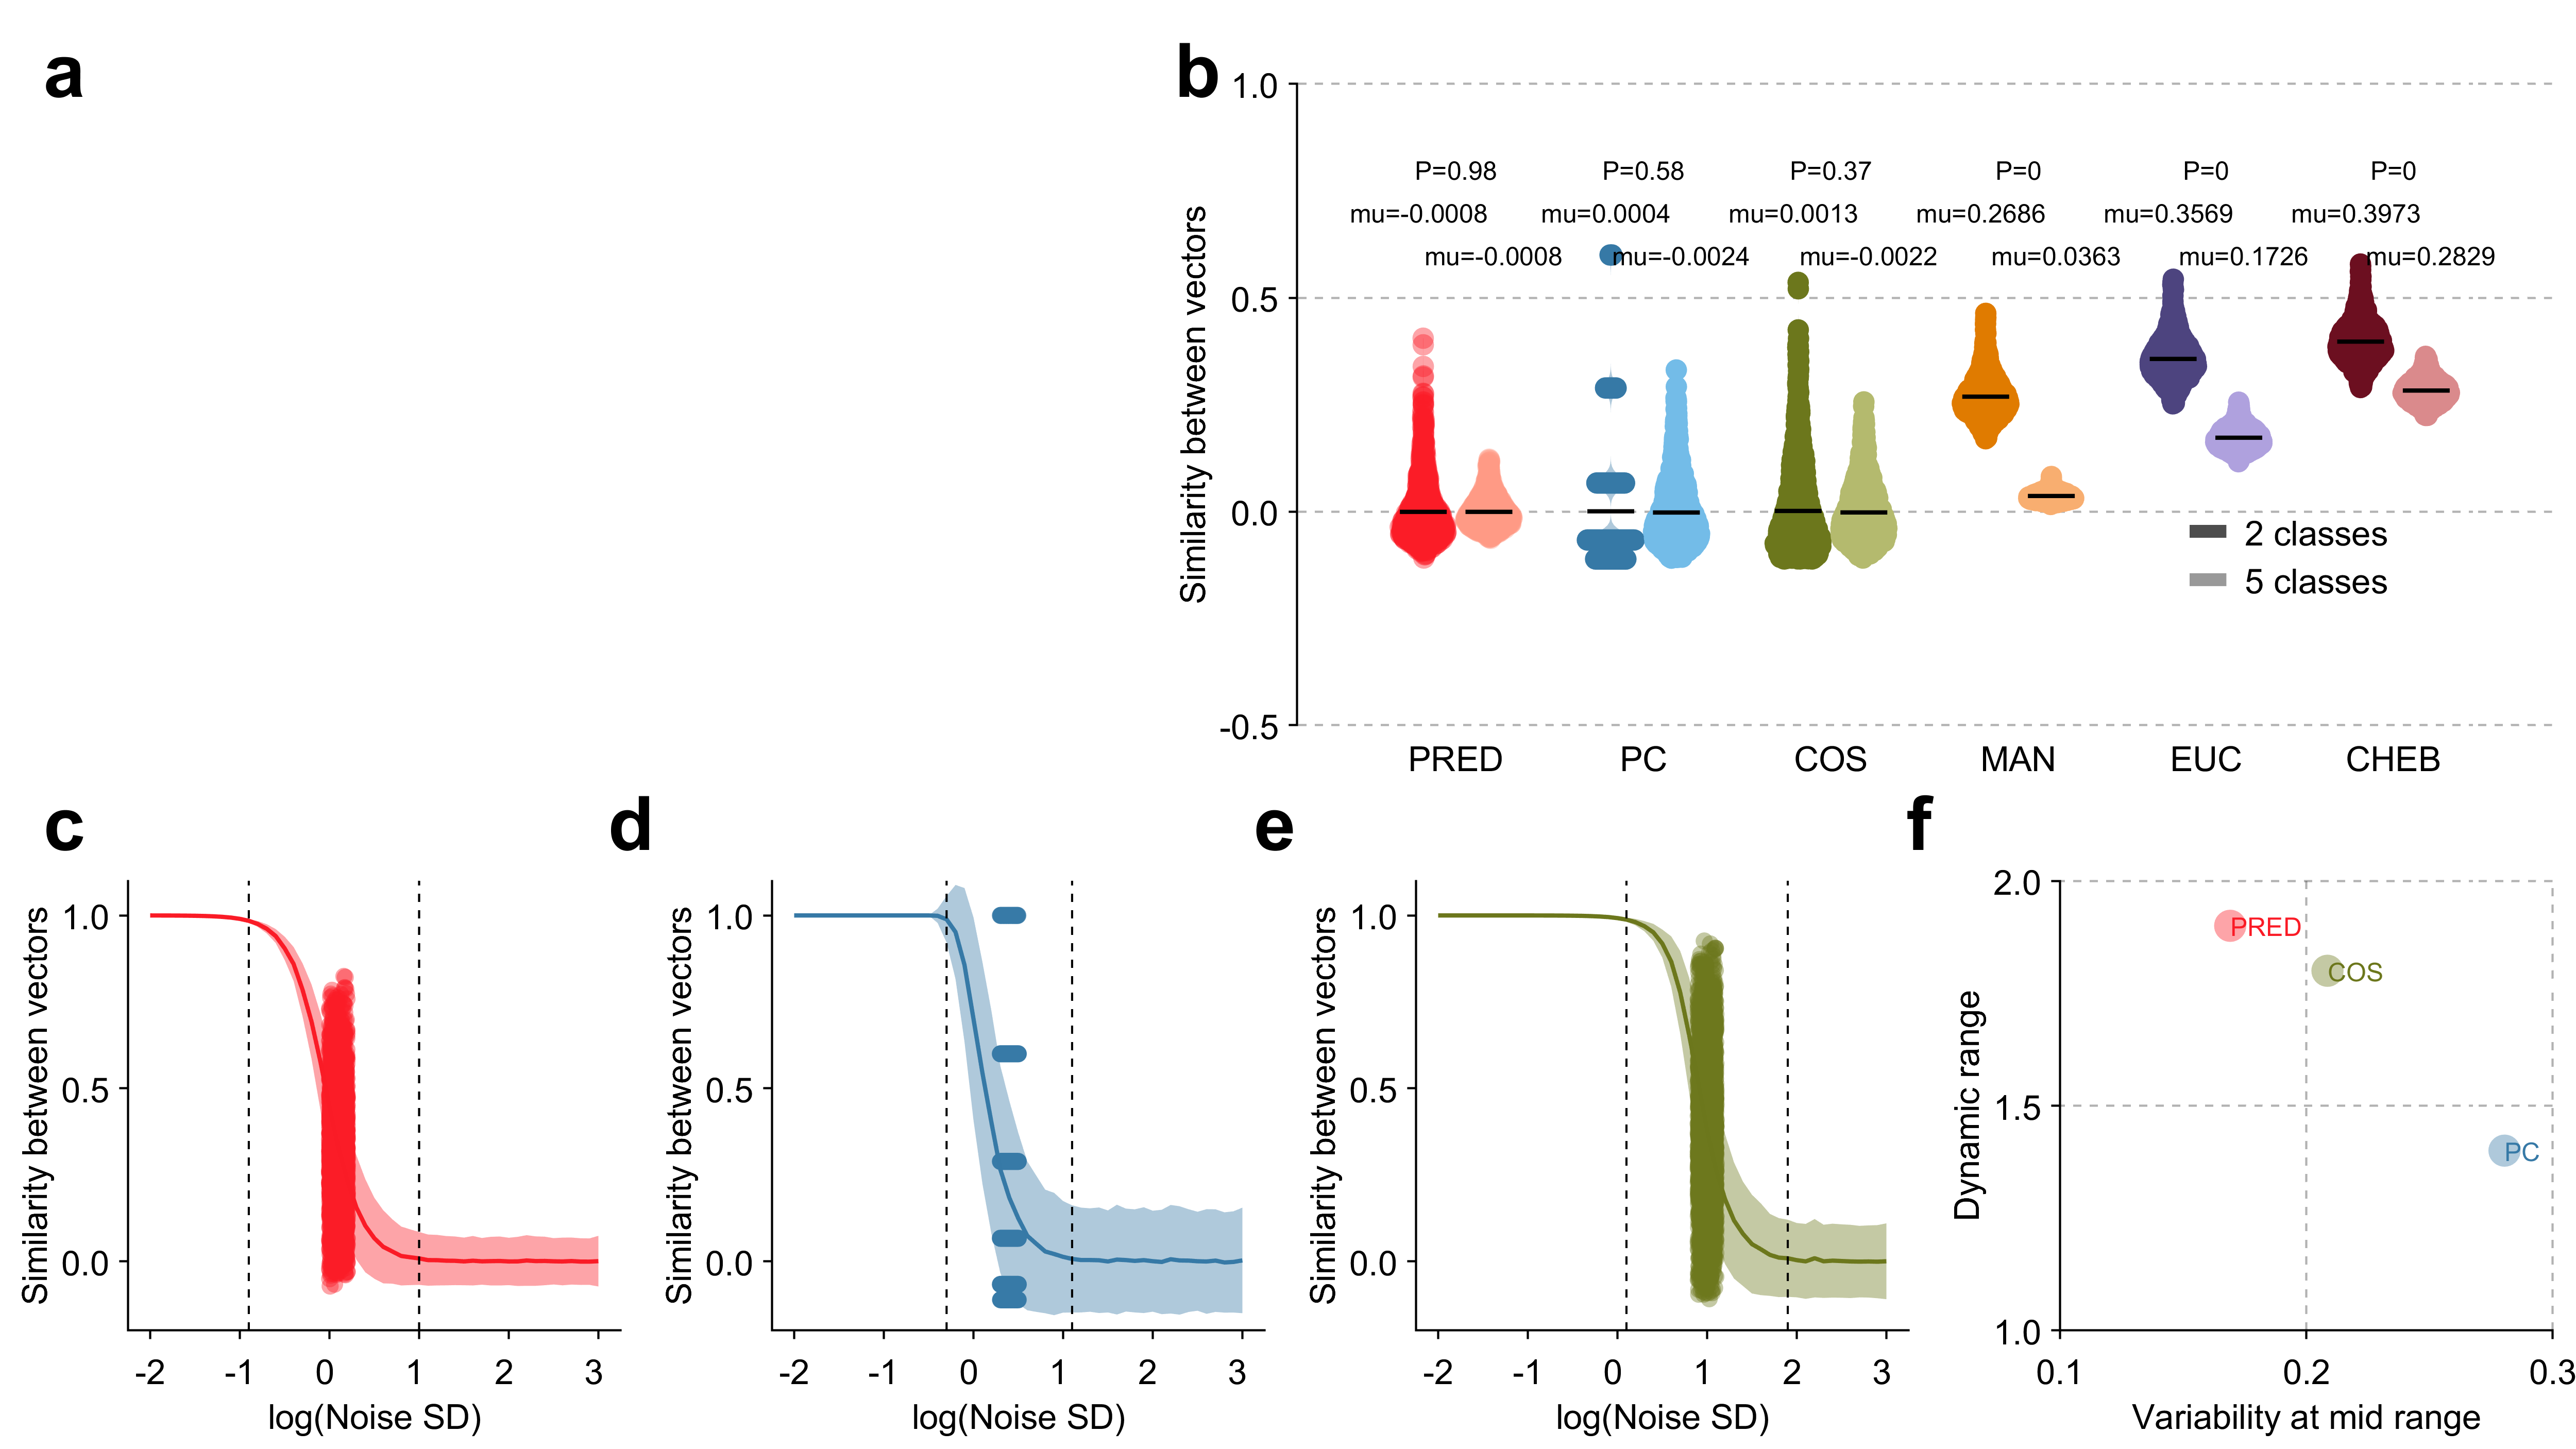 a
b
1.0
0.5
0.0
-0.5
Similarity between vectors
P=0.98
P=0.58
P=0.37
P=0
P=0
P=0
mu=-0.0008
mu=0.0004
mu=0.0013
mu=0.2686
mu=0.3569
mu=0.3973
mu=-0.0008
mu=-0.0024
mu=-0.0022
mu=0.0363
mu=0.1726
mu=0.2829
2 classes
5 classes
PRED
PC
COS
MAN
EUC
CHEB
c
Similarity between vectors
1.0
0.5
0.0
-2
-1
0
1
2
3
log(Noise SD)
d
Similarity between vectors
1.0
0.5
0.0
-2
-1
0
1
2
3
log(Noise SD)
e
Similarity between vectors
1.0
0.5
0.0
-2
-1
0
1
2
3
log(Noise SD)
f
Dynamic range
2.0
1.5
1.0
PRED
COS
PC
0.1
0.2
0.3
Variability at mid range